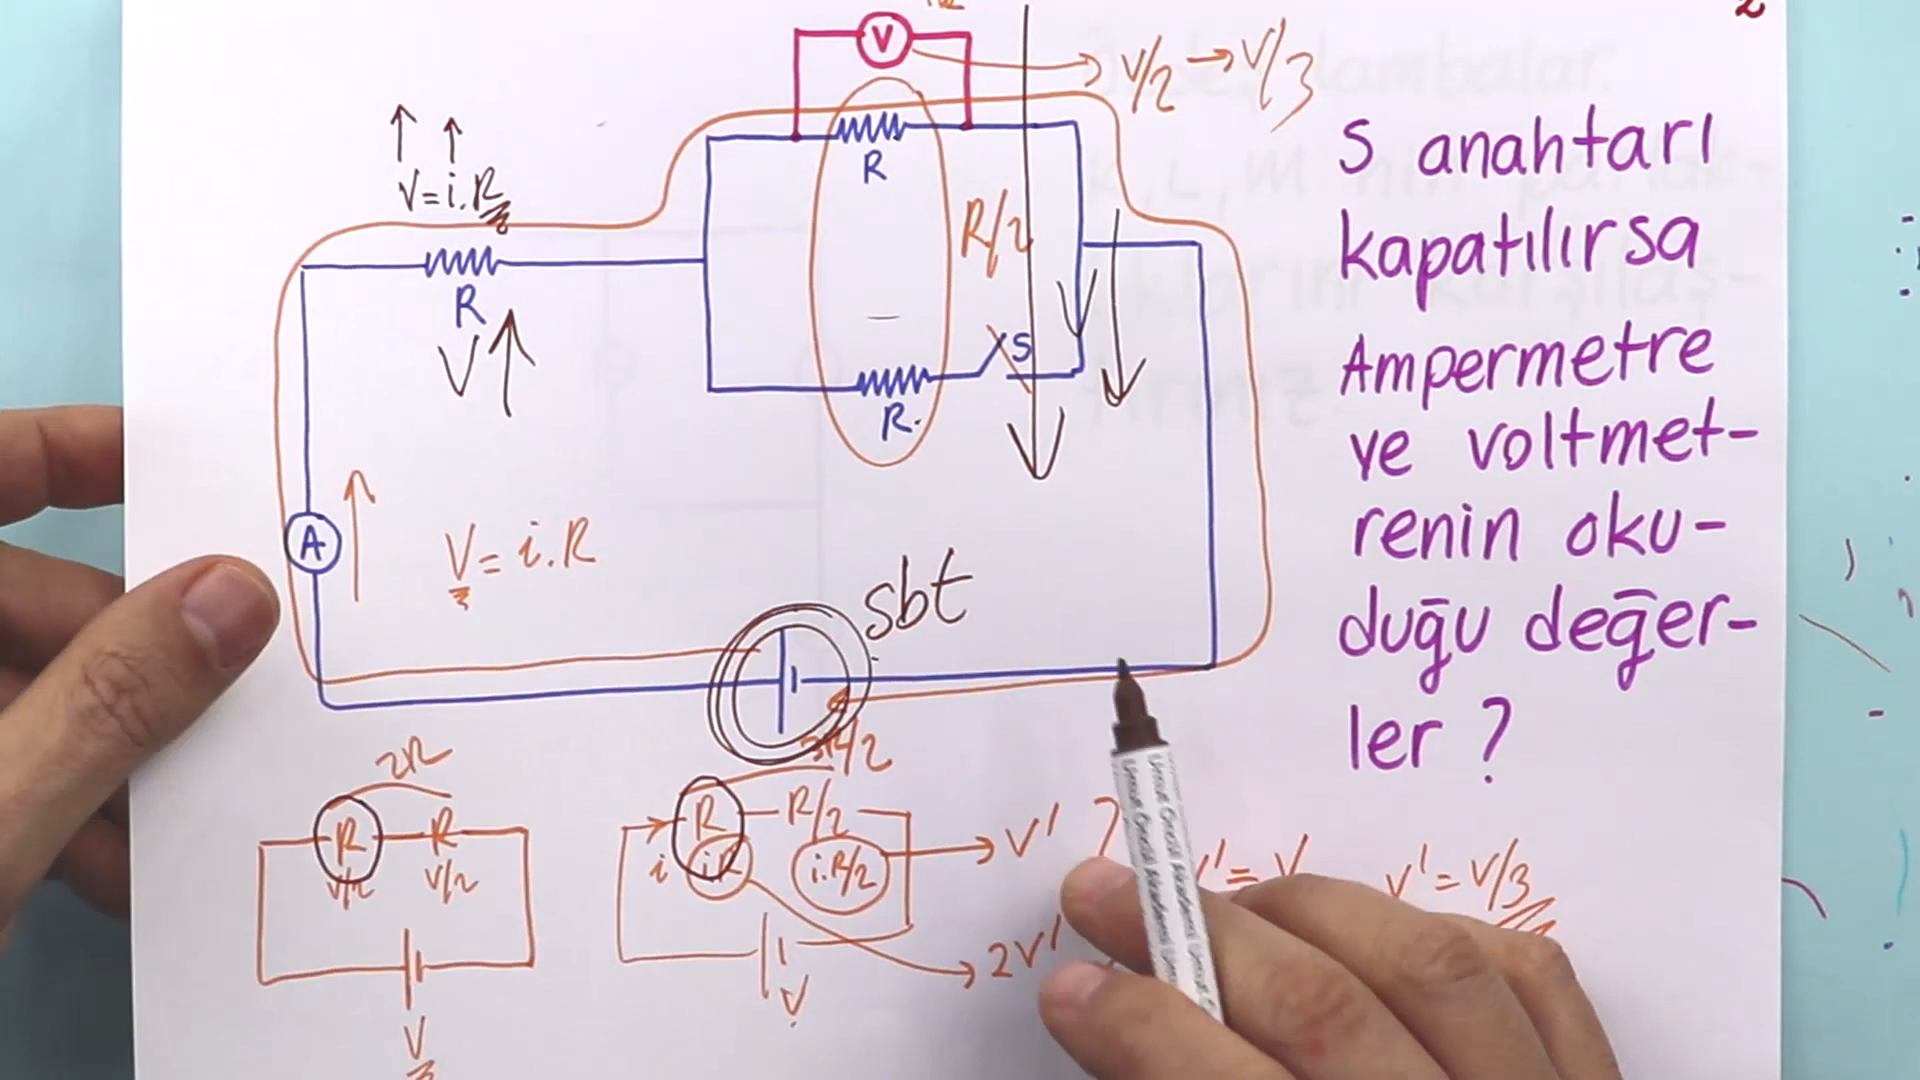 V
V/2 → V/3
R
V = i.R
R/2
R
V
S
R.
A
V = i.R
sbt
S anahtarı
kapatılırsa
Ampermetre
ve voltmet-
renin oku-
duğu değer-
ler ?
2R
R R
V/2 V/2
V
3R/2
R R/2
i i.R i.R/2
V
V'
2V'
V' = V/3